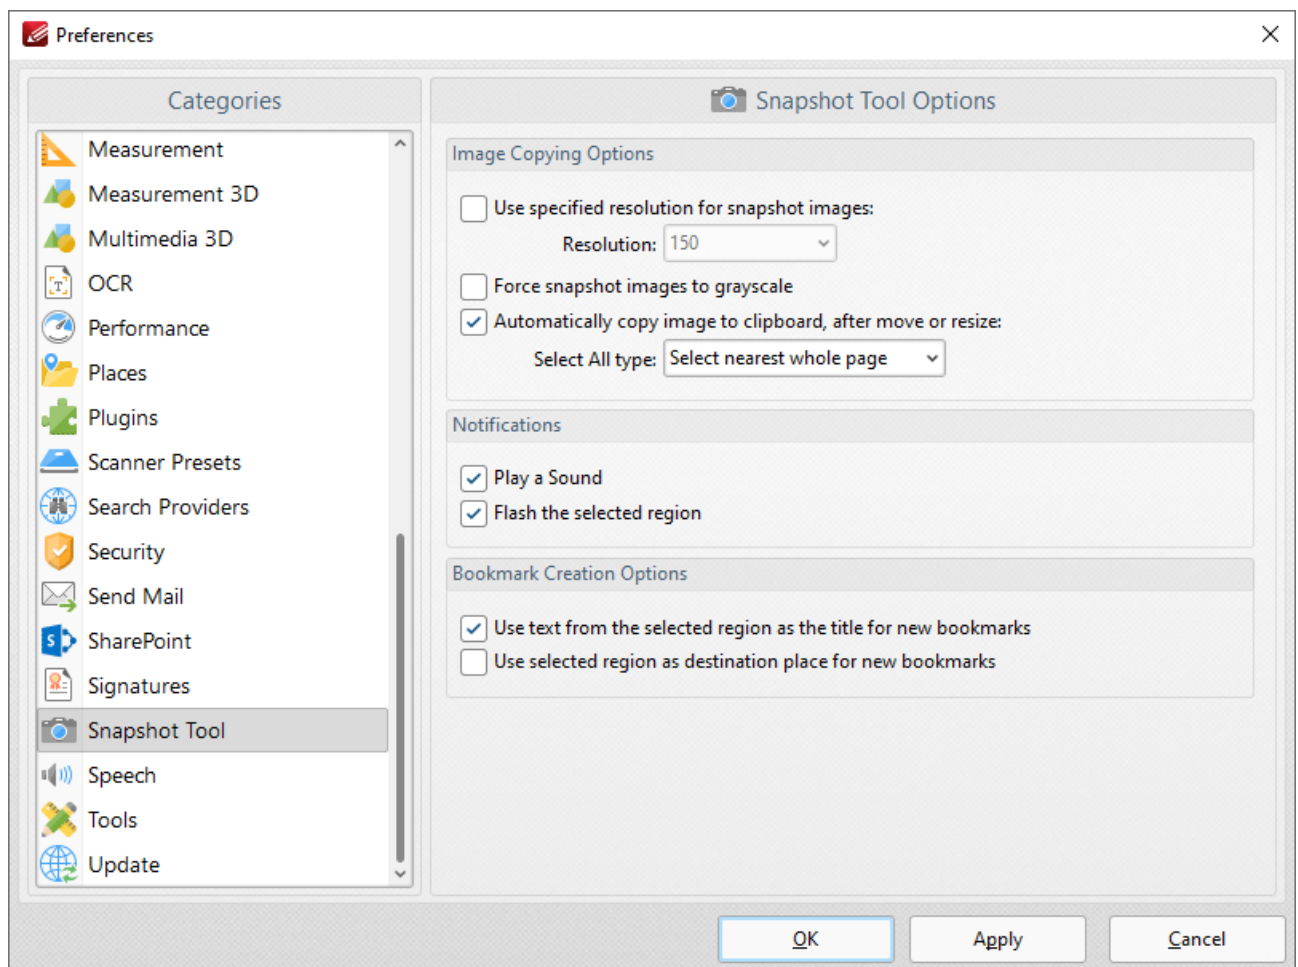 Preferences
Categories
Measurement
Measurement 3D
Multimedia 3D
OCR
Performance
Places
Plugins
Scanner Presets
Search Providers
Security
Send Mail
SharePoint
Signatures
Snapshot Tool
Speech
Tools
Update
Snapshot Tool Options
Image Copying Options
Use specified resolution for snapshot images:
Resolution: 150
Force snapshot images to grayscale
Automatically copy image to clipboard, after move or resize:
Select All type: Select nearest whole page
Notifications
Play a Sound
Flash the selected region
Bookmark Creation Options
Use text from the selected region as the title for new bookmarks
Use selected region as destination place for new bookmarks
OK Apply Cancel